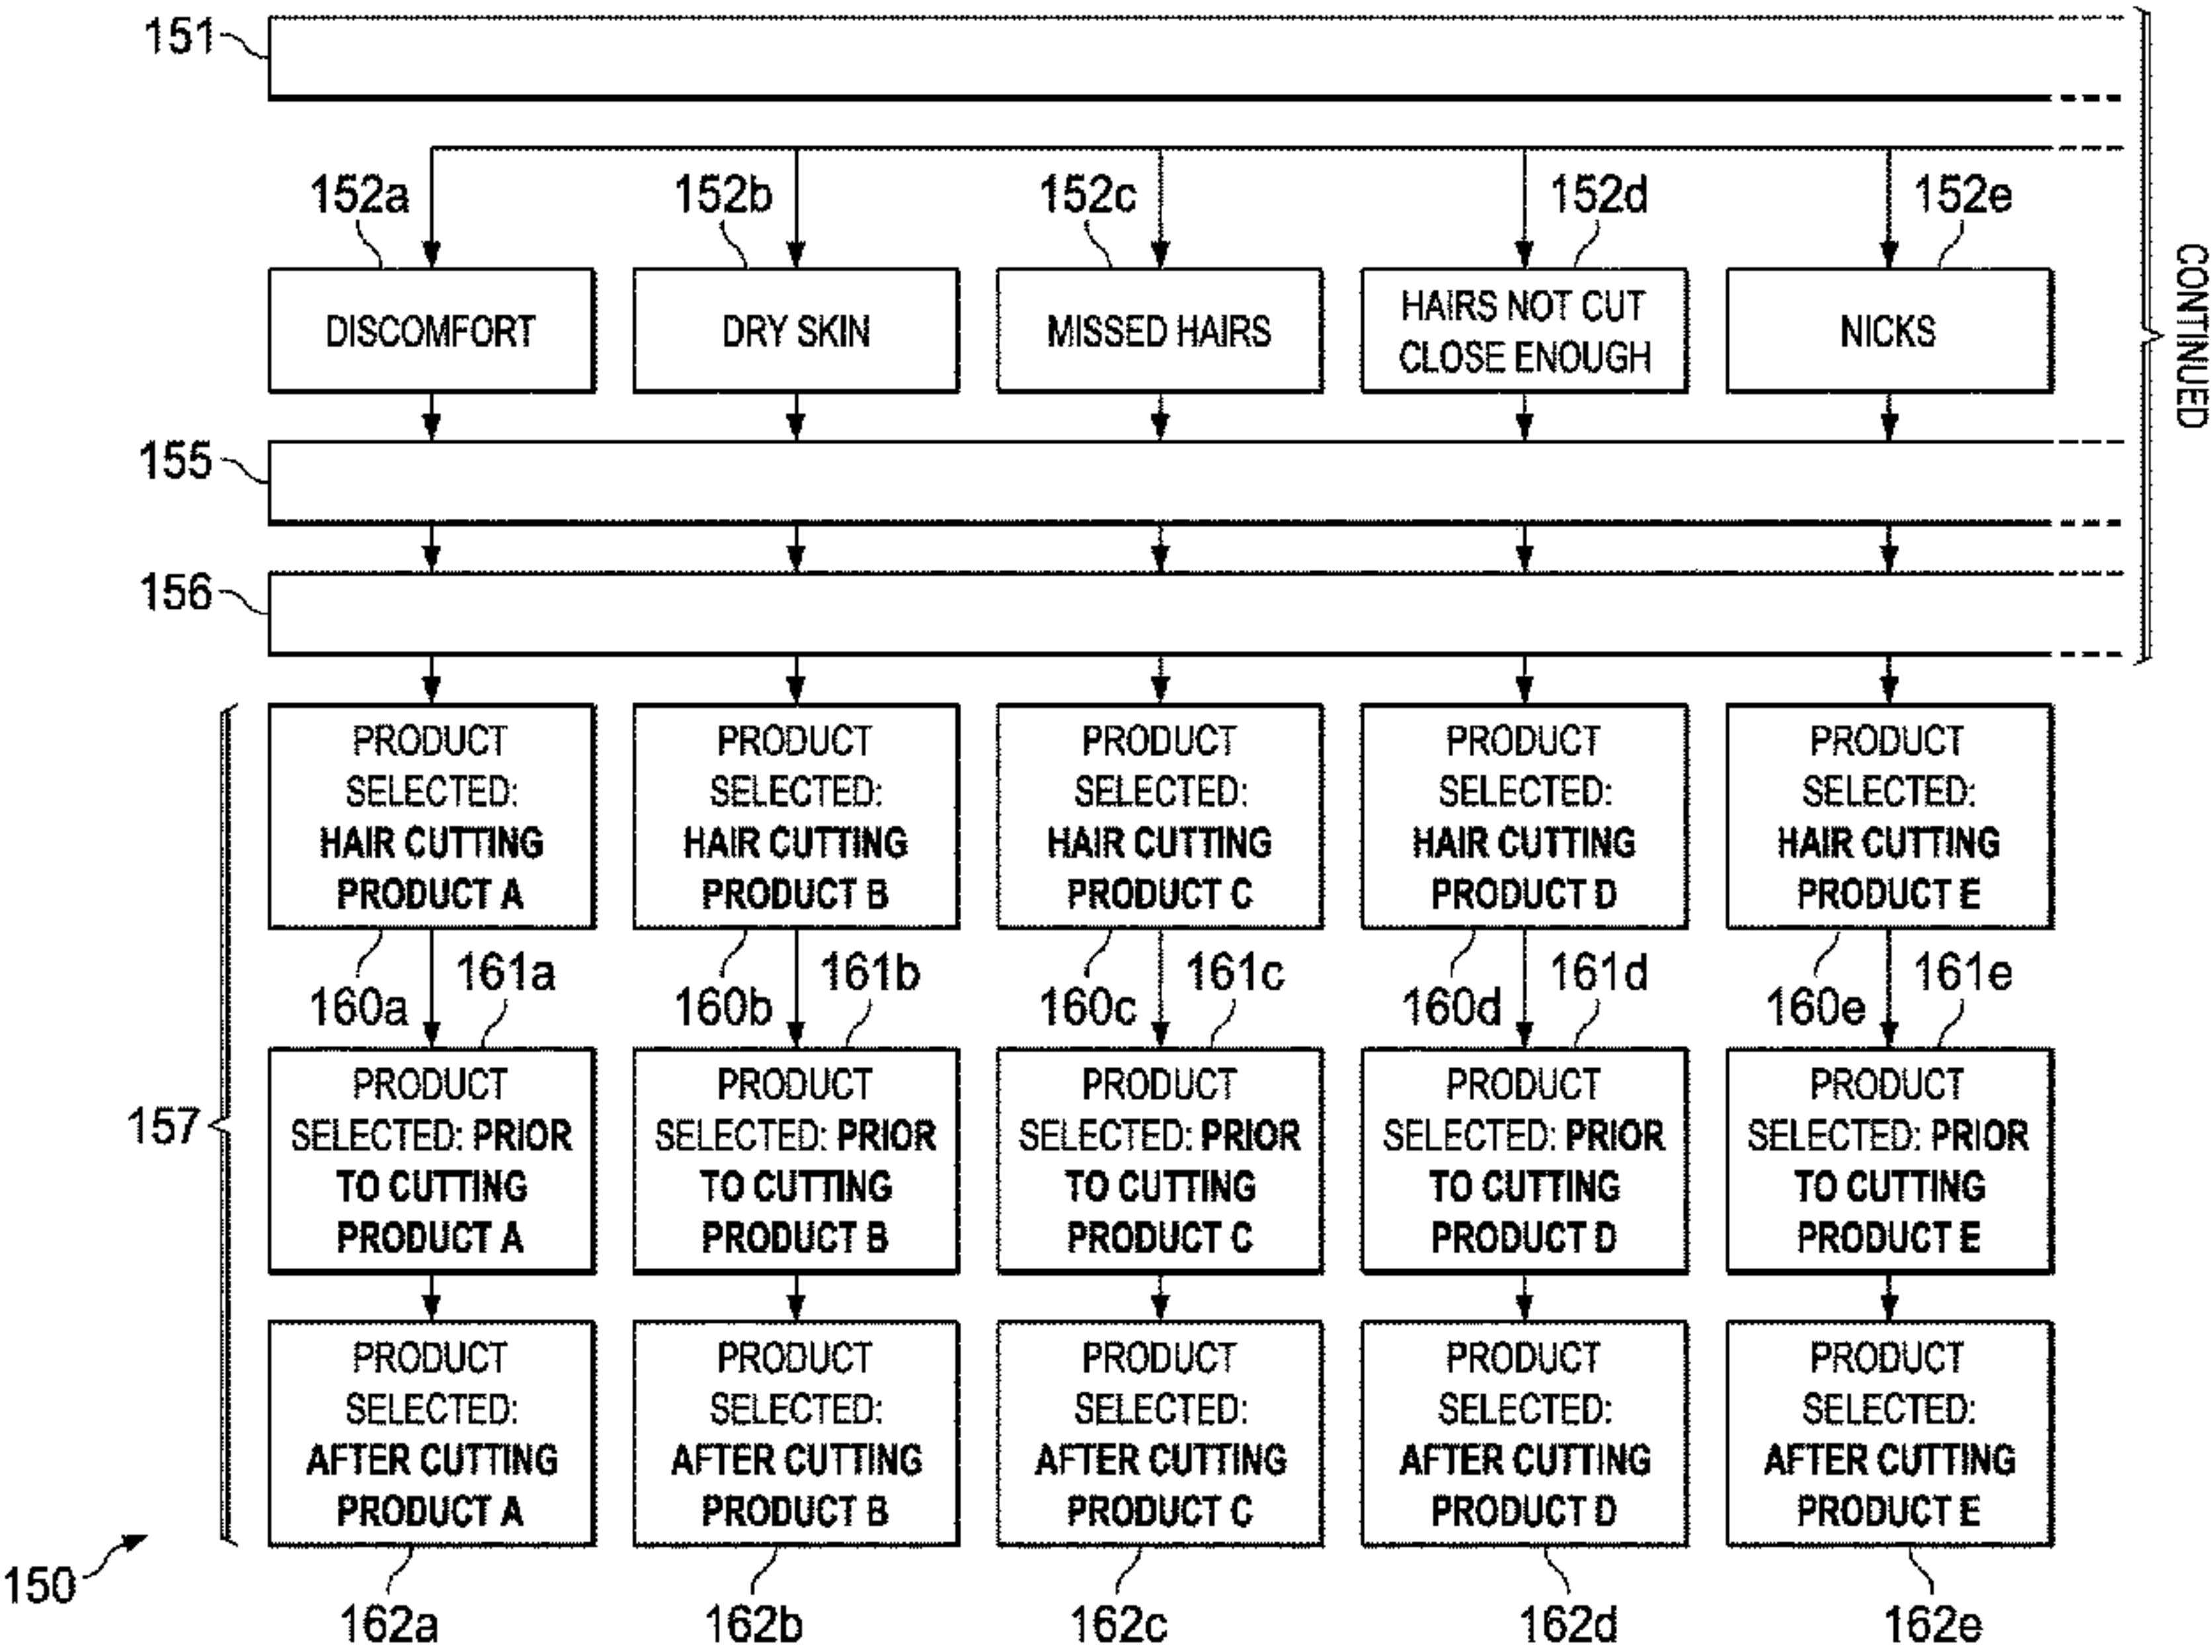 151
152a
152b
152c
152d
152e
DISCOMFORT
DRY SKIN
MISSED HAIRS
HAIRS NOT CUT
CLOSE ENOUGH
NICKS
CONTINUED
155
156
PRODUCT
SELECTED:
HAIR CUTTING
PRODUCT A
PRODUCT
SELECTED:
HAIR CUTTING
PRODUCT B
PRODUCT
SELECTED:
HAIR CUTTING
PRODUCT C
PRODUCT
SELECTED:
HAIR CUTTING
PRODUCT D
PRODUCT
SELECTED:
HAIR CUTTING
PRODUCT E
160a
161a
160b
161b
160c
161c
160d
161d
160e
161e
157
PRODUCT
SELECTED: PRIOR
TO CUTTING
PRODUCT A
PRODUCT
SELECTED: PRIOR
TO CUTTING
PRODUCT B
PRODUCT
SELECTED: PRIOR
TO CUTTING
PRODUCT C
PRODUCT
SELECTED: PRIOR
TO CUTTING
PRODUCT D
PRODUCT
SELECTED: PRIOR
TO CUTTING
PRODUCT E
PRODUCT
SELECTED:
AFTER CUTTING
PRODUCT A
PRODUCT
SELECTED:
AFTER CUTTING
PRODUCT B
PRODUCT
SELECTED:
AFTER CUTTING
PRODUCT C
PRODUCT
SELECTED:
AFTER CUTTING
PRODUCT D
PRODUCT
SELECTED:
AFTER CUTTING
PRODUCT E
150
162a
162b
162c
162d
162e